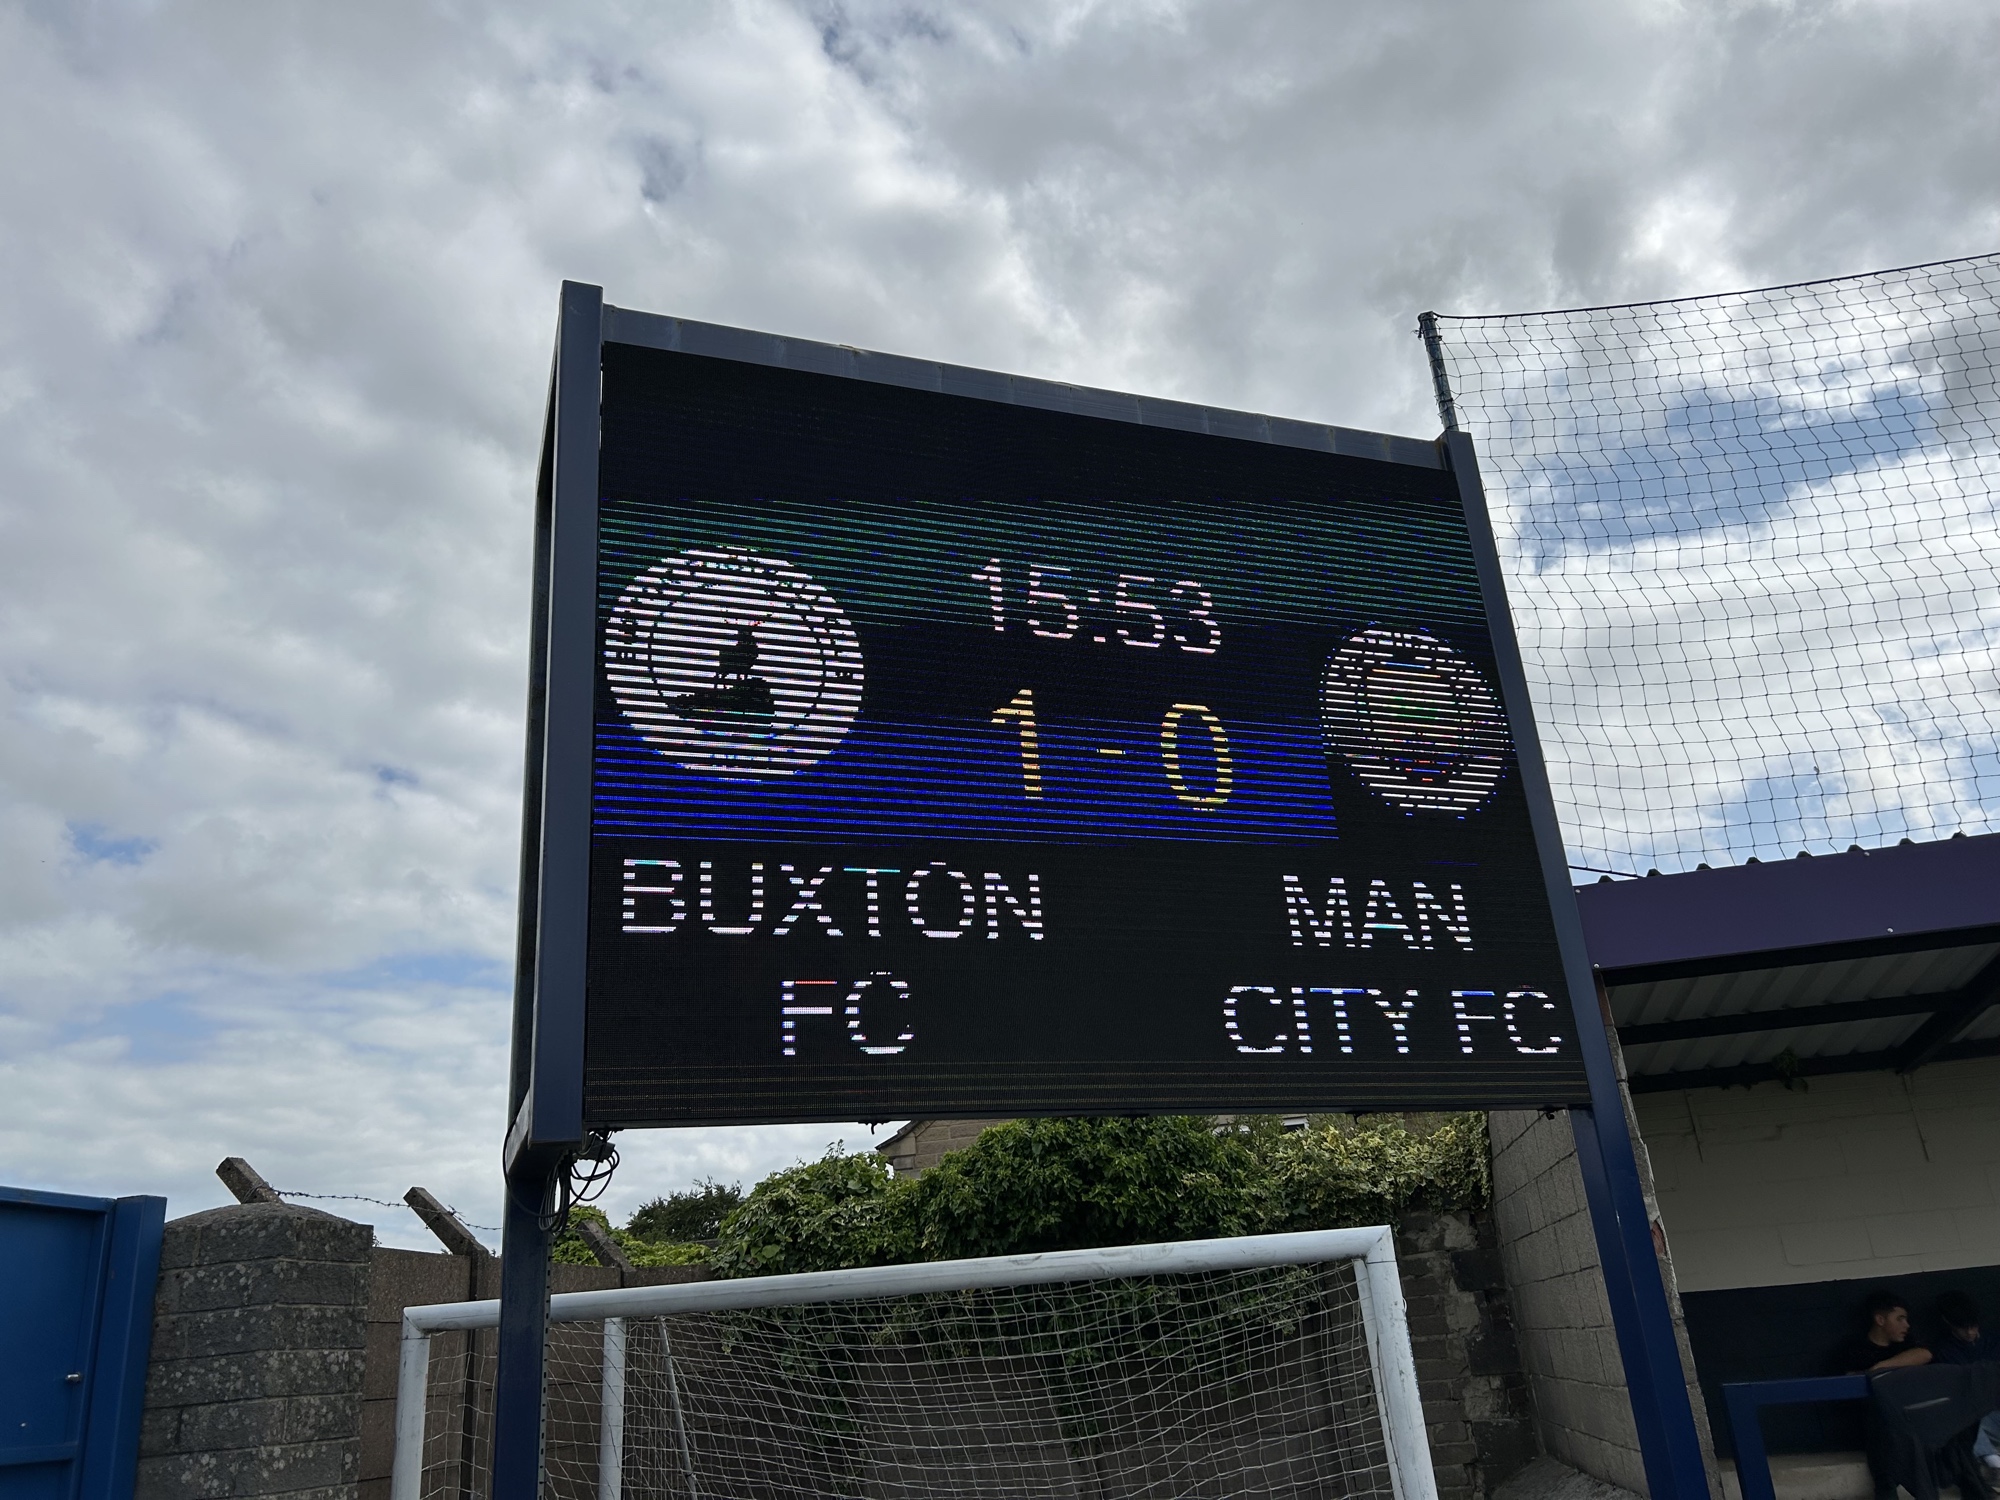 15:53
1 - 0
BUXTON
FC
MAN
CITY FC